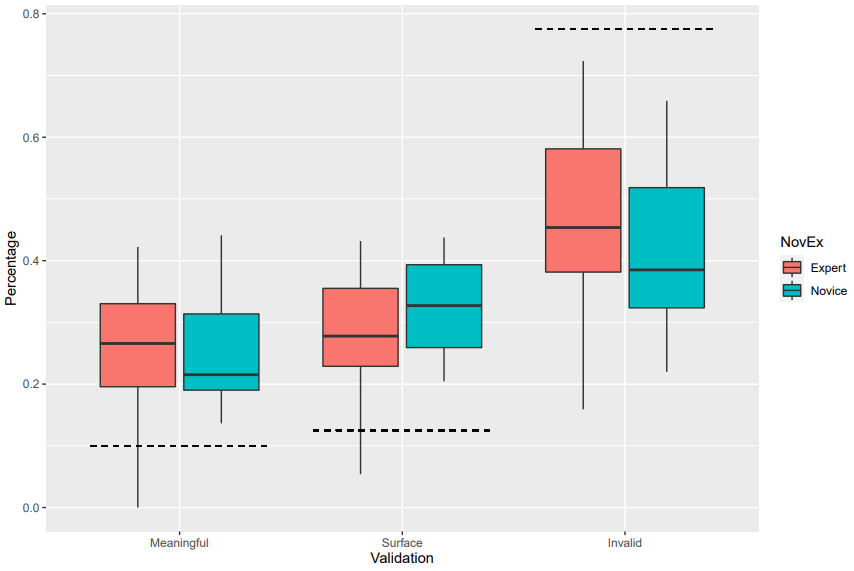 0.8
0.6
0.4
0.2
0.0
Percentage
Meaningful
Surface
Invalid
Validation
NovEx
Expert
Novice